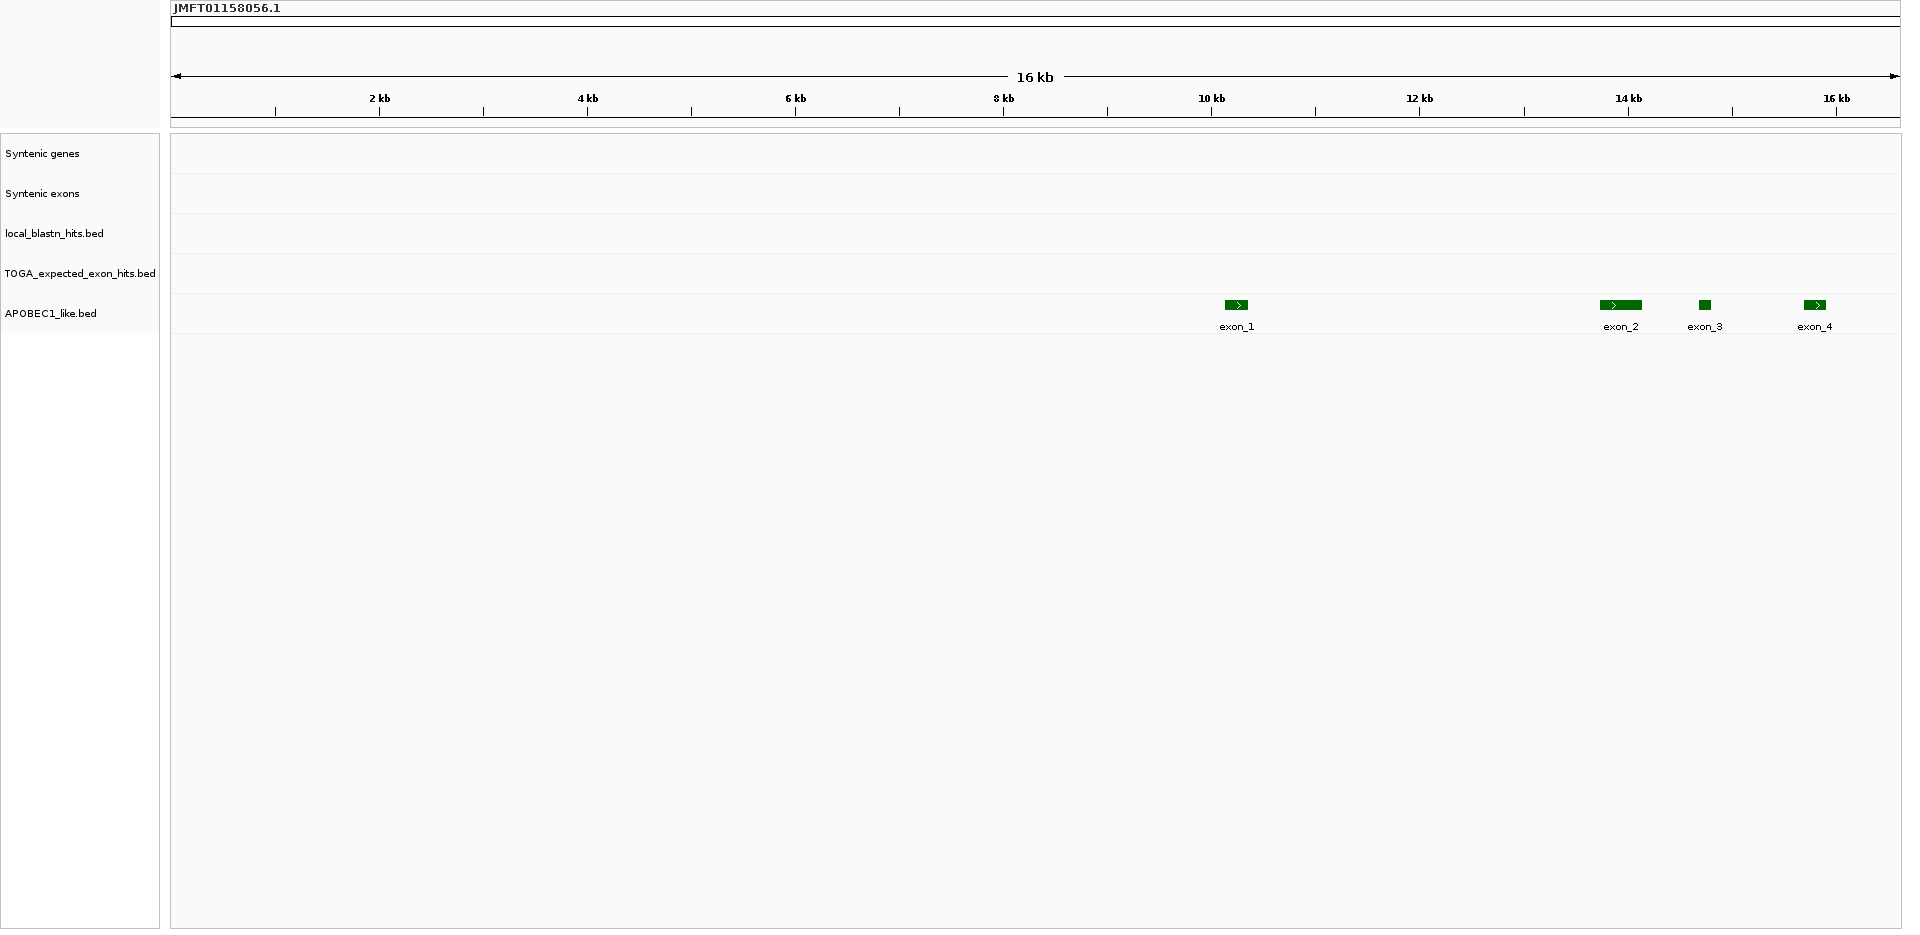 JMFT01158056.1
16 kb
2 kb 4 kb 6 kb 8 kb 10 kb 12 kb 14 kb 16 kb
Syntenic genes
Syntenic exons
local_blastn_hits.bed
TOGA_expected_exon_hits.bed
APOBEC1_like.bed
exon_1 exon_2 exon_3 exon_4